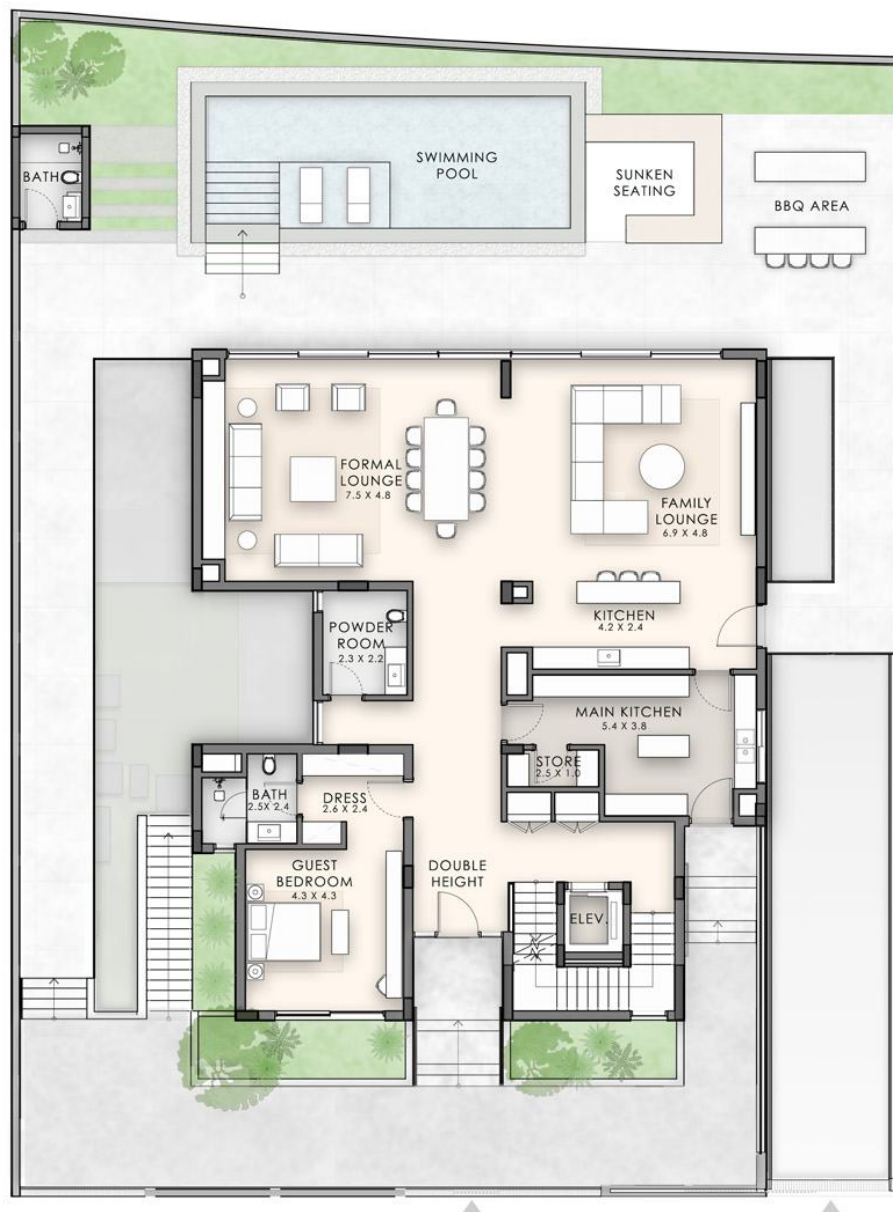 SWIMMING
POOL
BATH
SUNKEN
SEATING
BBQ AREA
FORMAL
LOUNGE
7.5 X 4.8
FAMILY
LOUNGE
6.9 X 4.8
KITCHEN
4.2 X 2.4
POWDER
ROOM
2.3 X 2.2
MAIN KITCHEN
5.4 X 3.8
STORE
2.5 X 1.0
BATH
2.5X 2.4
DRESS
2.6 X 2.4
GUEST
BEDROOM
4.3 X 4.3
DOUBLE
HEIGHT
ELEV.